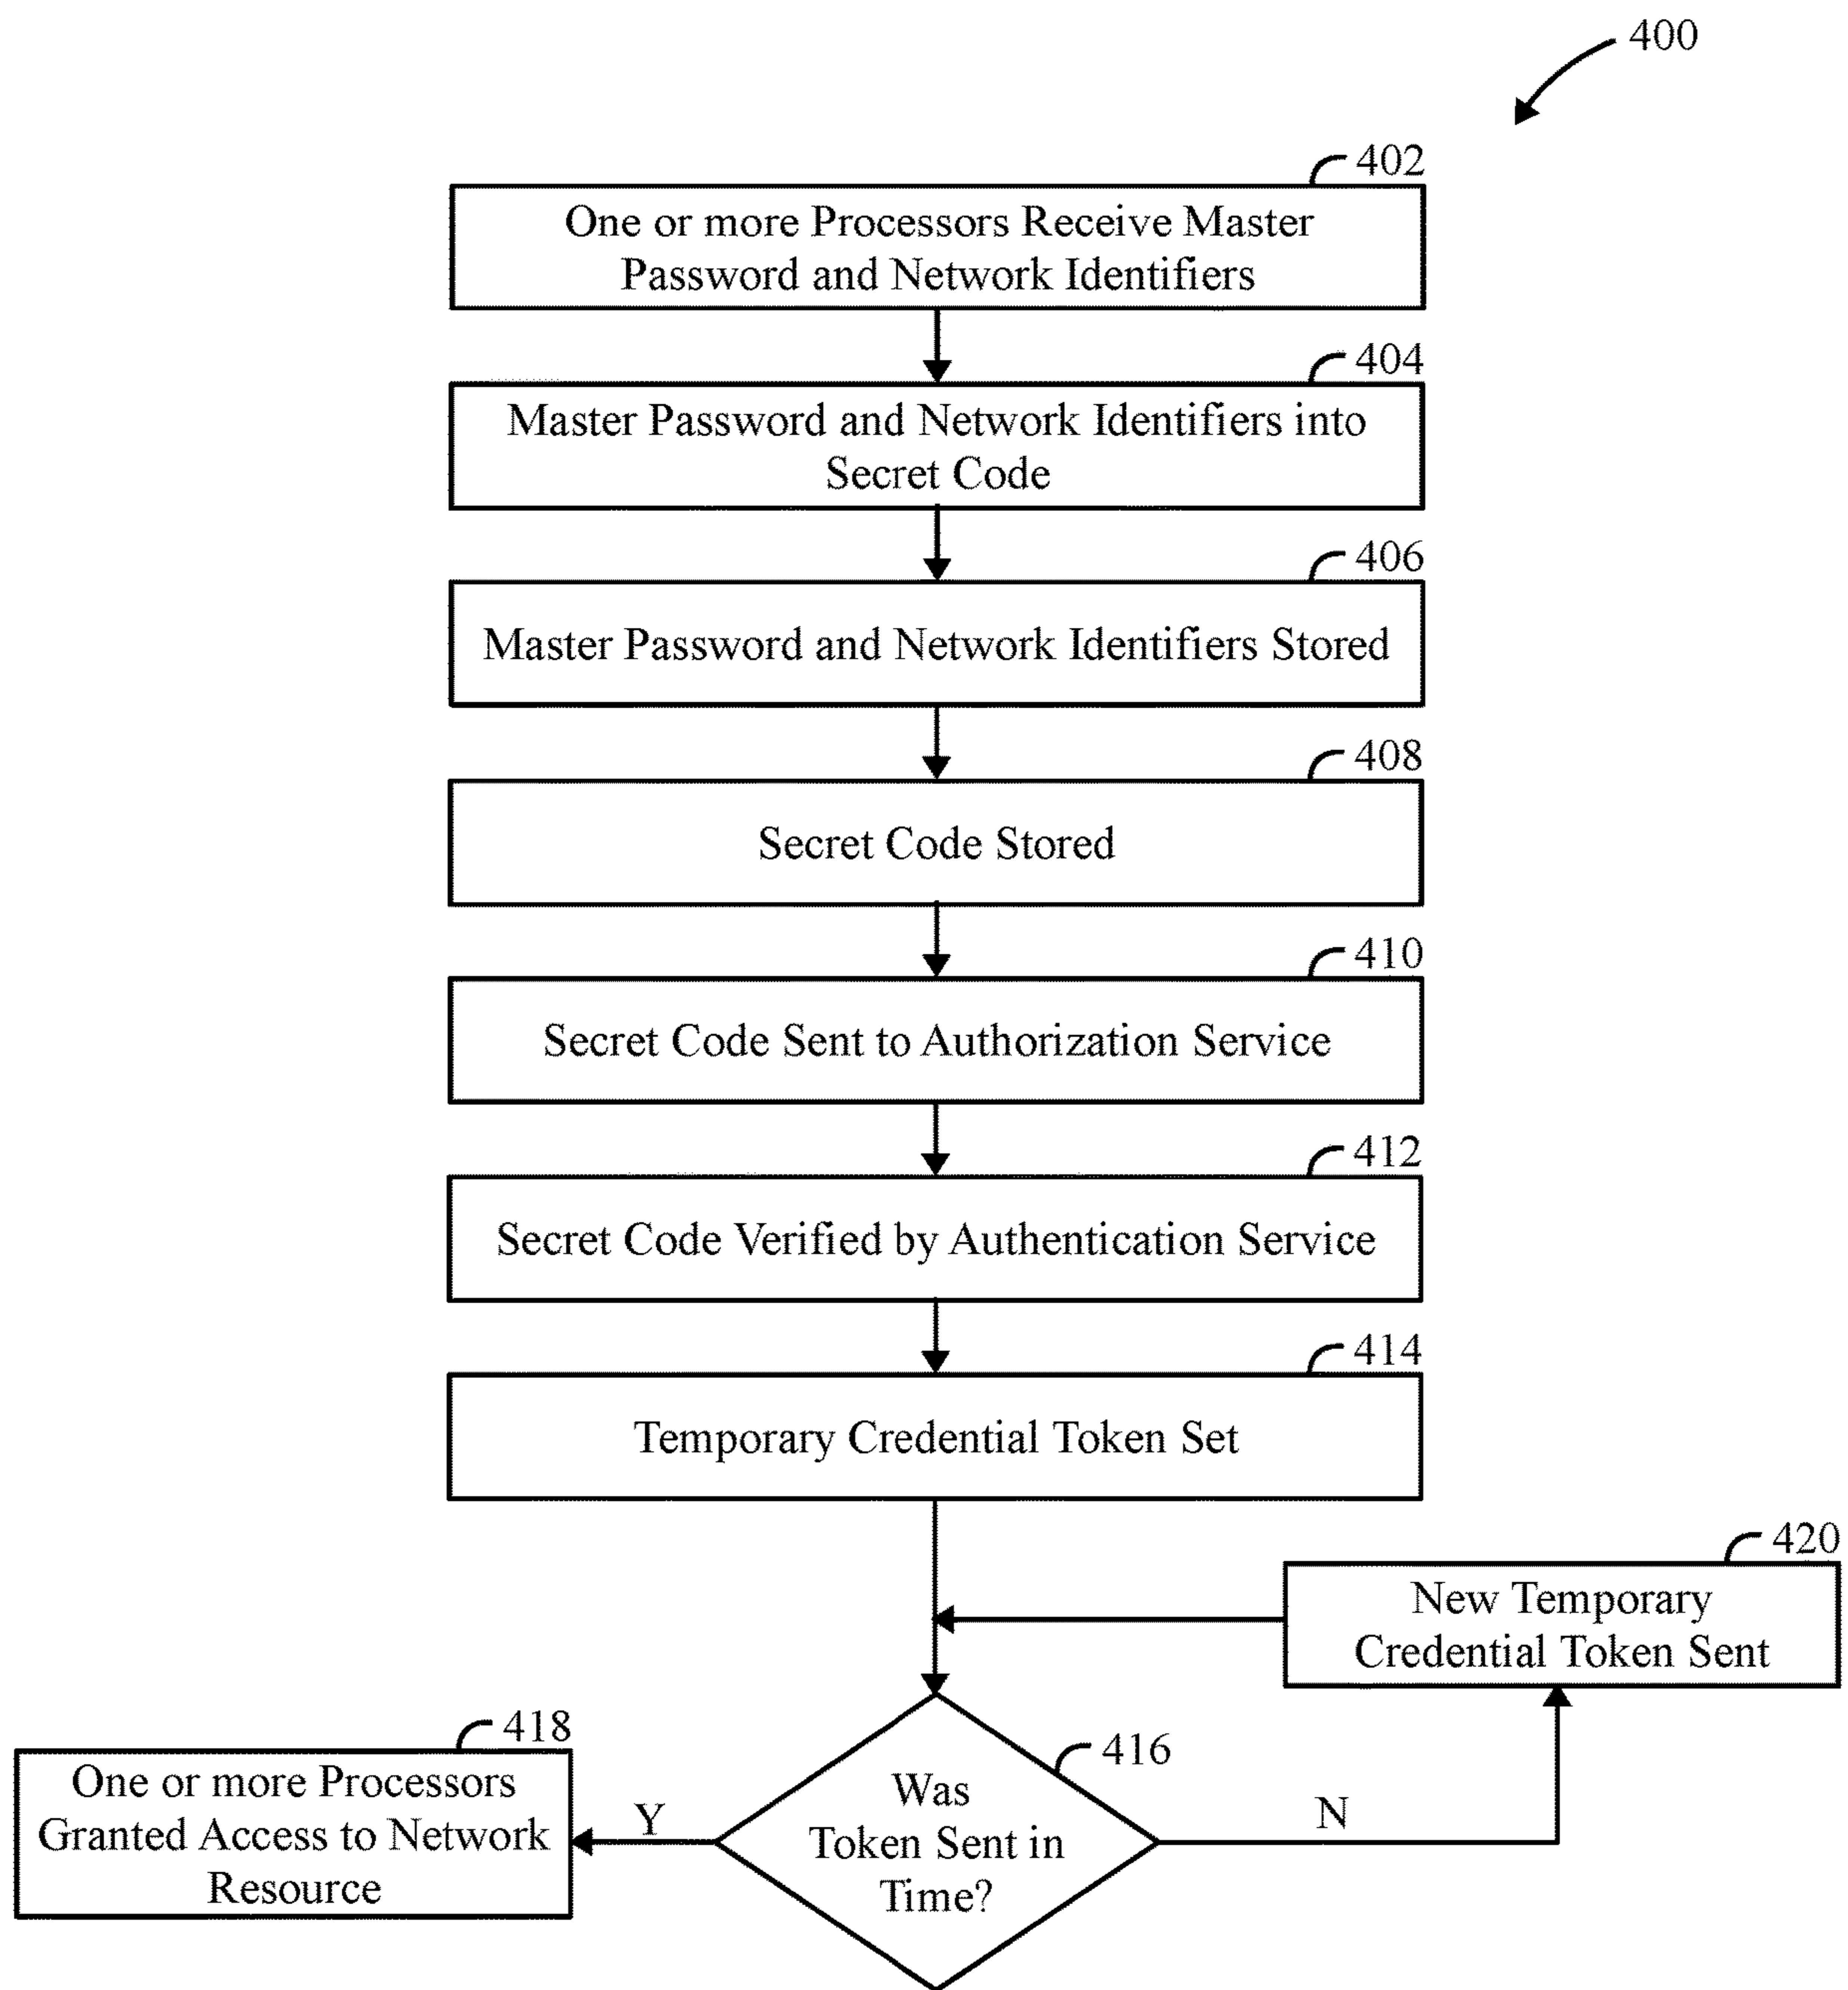 400
402
One or more Processors Receive Master
Password and Network Identifiers
404
Master Password and Network Identifiers into
Secret Code
406
Master Password and Network Identifiers Stored
408
Secret Code Stored
410
Secret Code Sent to Authorization Service
412
Secret Code Verified by Authentication Service
414
Temporary Credential Token Set
420
New Temporary
Credential Token Sent
416
Was
Token Sent in
Time?
Y
N
418
One or more Processors
Granted Access to Network
Resource